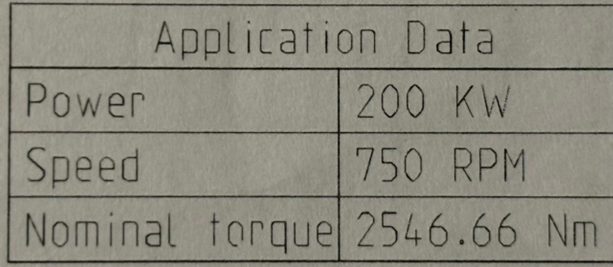 Application Data
Power 200 KW
Speed 750 RPM
Nominal torque 2546.66 Nm